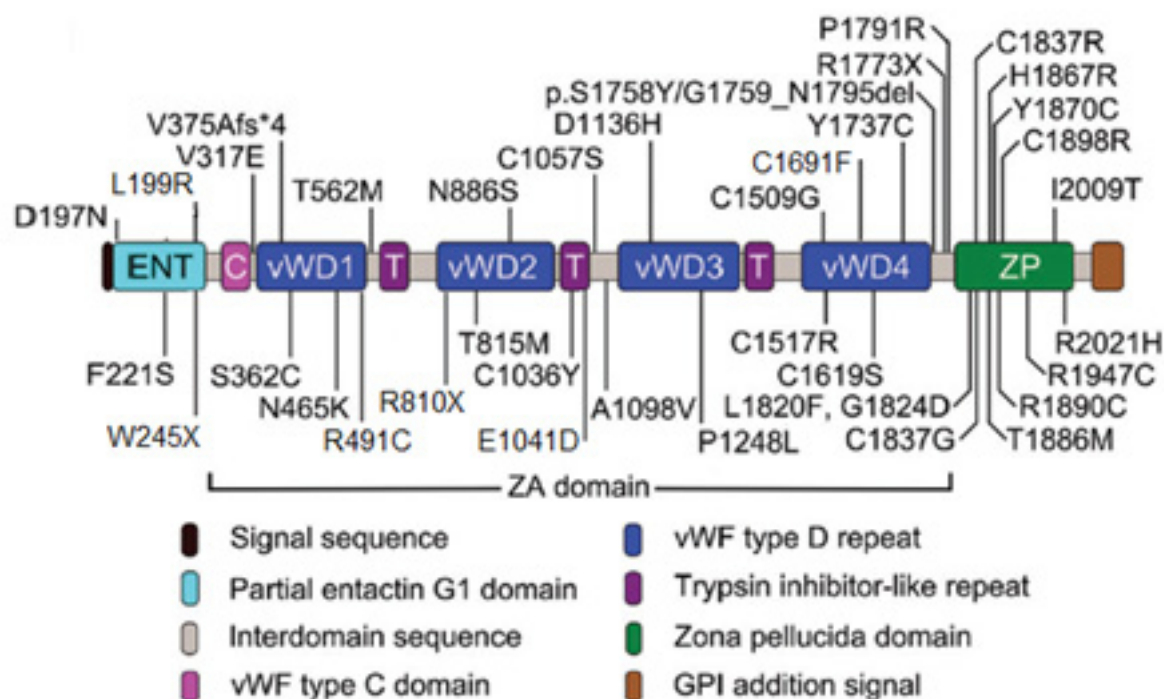 P1791R
C1837R
R1773X
H1867R
p.S1758Y/G1759_N1795del
Y1870C
V375Afs*4
D1136H
Y1737C
C1898R
V317E
C1057S
C1691F
L199R
T562M
N886S
C1509G
I2009T
D197N
ENT C vWD1 T vWD2 T vWD3 T vWD4 ZP
T815M
C1517R
R2021H
F221S
S362C
C1036Y
C1619S
R1947C
N465K
R810X
A1098V
L1820F, G1824D
R1890C
W245X
R491C
E1041D
P1248L
C1837G
T1886M
ZA domain
Signal sequence
vWF type D repeat
Partial entactin G1 domain
Trypsin inhibitor-like repeat
Interdomain sequence
Zona pellucida domain
vWF type C domain
GPI addition signal